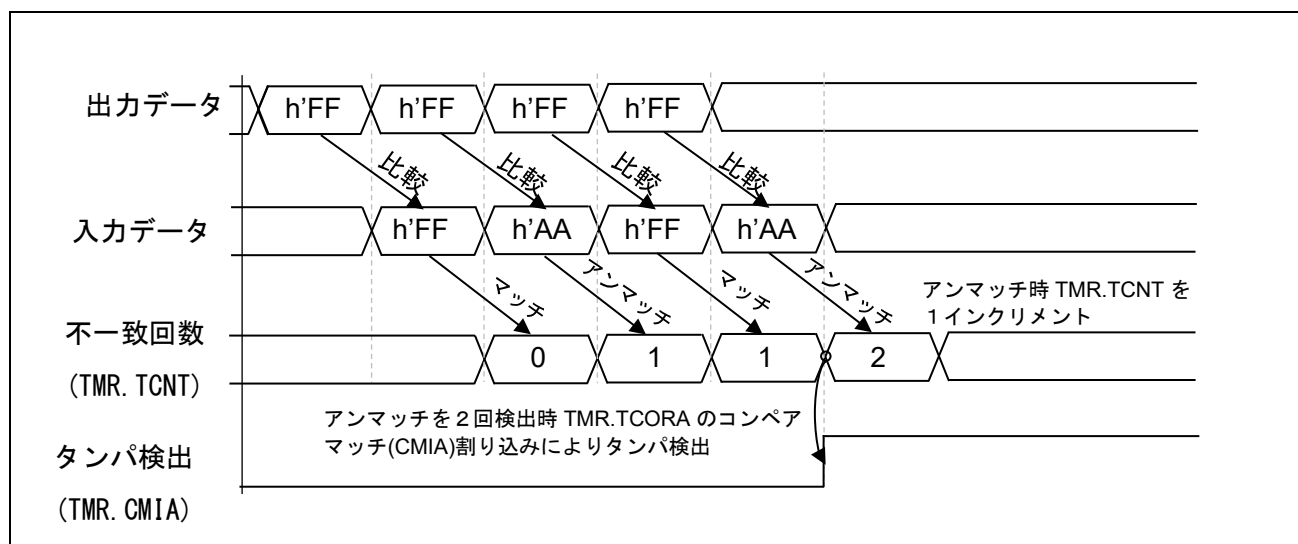 出力データ
h'FF
h'FF
h'FF
h'FF
比較
比較
比較
比較
入力データ
h'FF
h'AA
h'FF
h'AA
マッチ
アンマッチ
マッチ
アンマッチ
アンマッチ時 TMR.TCNT を
１インクリメント
不一致回数
(TMR.TCNT)
0
1
1
2
アンマッチを２回検出時 TMR.TCORA のコンペア
マッチ(CMIA)割り込みによりタンパ検出
タンパ検出
(TMR.CMIA)